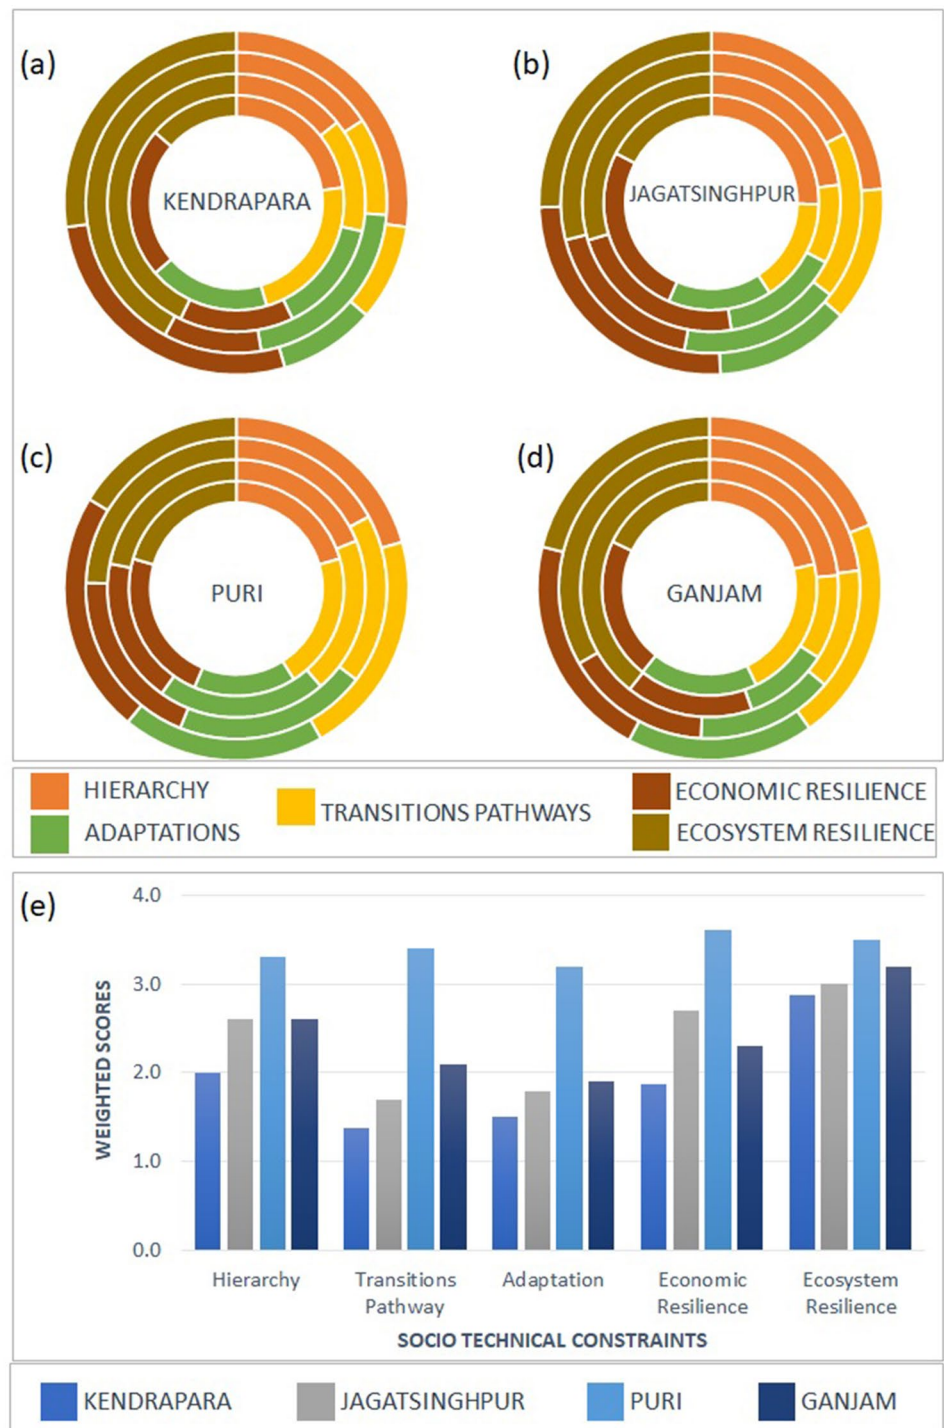 (a)
(b)
KENDRAPARA
JAGATSINGHPUR
(c)
(d)
PURI
GANJAM
HIERARCHY
TRANSITIONS PATHWAYS
ECONOMIC RESILIENCE
ADAPTATIONS
ECOSYSTEM RESILIENCE
(e)
4.0
3.0
2.0
1.0
0.0
WEIGHTED SCORES
Hierarchy
Transitions
Pathway
Adaptation
Economic
Resilience
Ecosystem
Resilience
SOCIO TECHNICAL CONSTRAINTS
KENDRAPARA
JAGATSINGHPUR
PURI
GANJAM